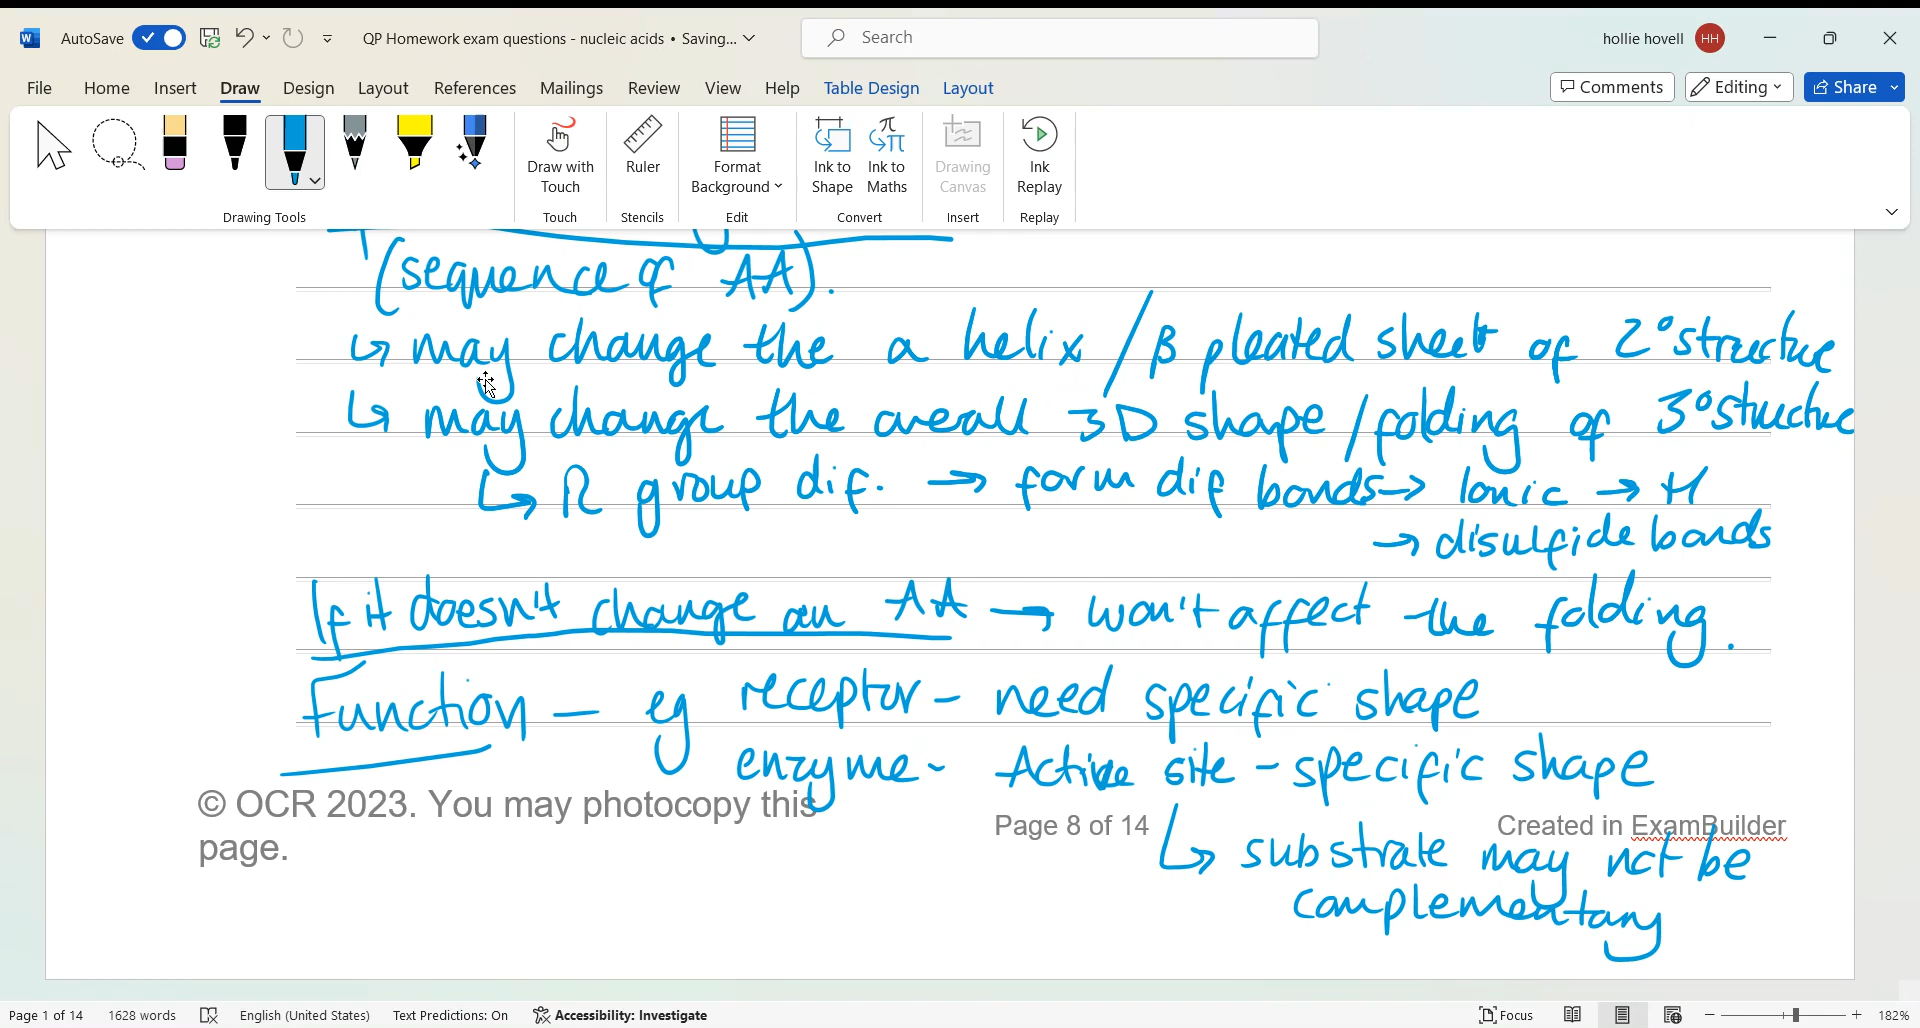 AutoSave
QP Homework exam questions - nucleic acids • Saving...
Search
hollie hovell HH
File Home Insert Draw Design Layout References Mailings Review View Help Table Design Layout
Comments Editing Share
Draw with Touch
Ruler
Format Background
Ink to Shape
Ink to Maths
Drawing Canvas
Ink Replay
Drawing Tools Touch Stencils Edit Convert Insert Replay
(sequence of AA).
↳ may change the α helix / β pleated sheet of 2° structure
↳ may change the overall 3D shape / folding of 3° structure
↳ R group dif. → form dif bonds → Ionic → H
→ disulfide bonds
If it doesn't change an AA → won't affect the folding.
Function - eg receptor - need specific shape
enzyme - Active site - specific shape
© OCR 2023. You may photocopy this page.
Page 8 of 14
Created in ExamBuilder
↳ substrate may not be
complementary
Page 1 of 14 1628 words English (United States) Text Predictions: On Accessibility: Investigate Focus 182%